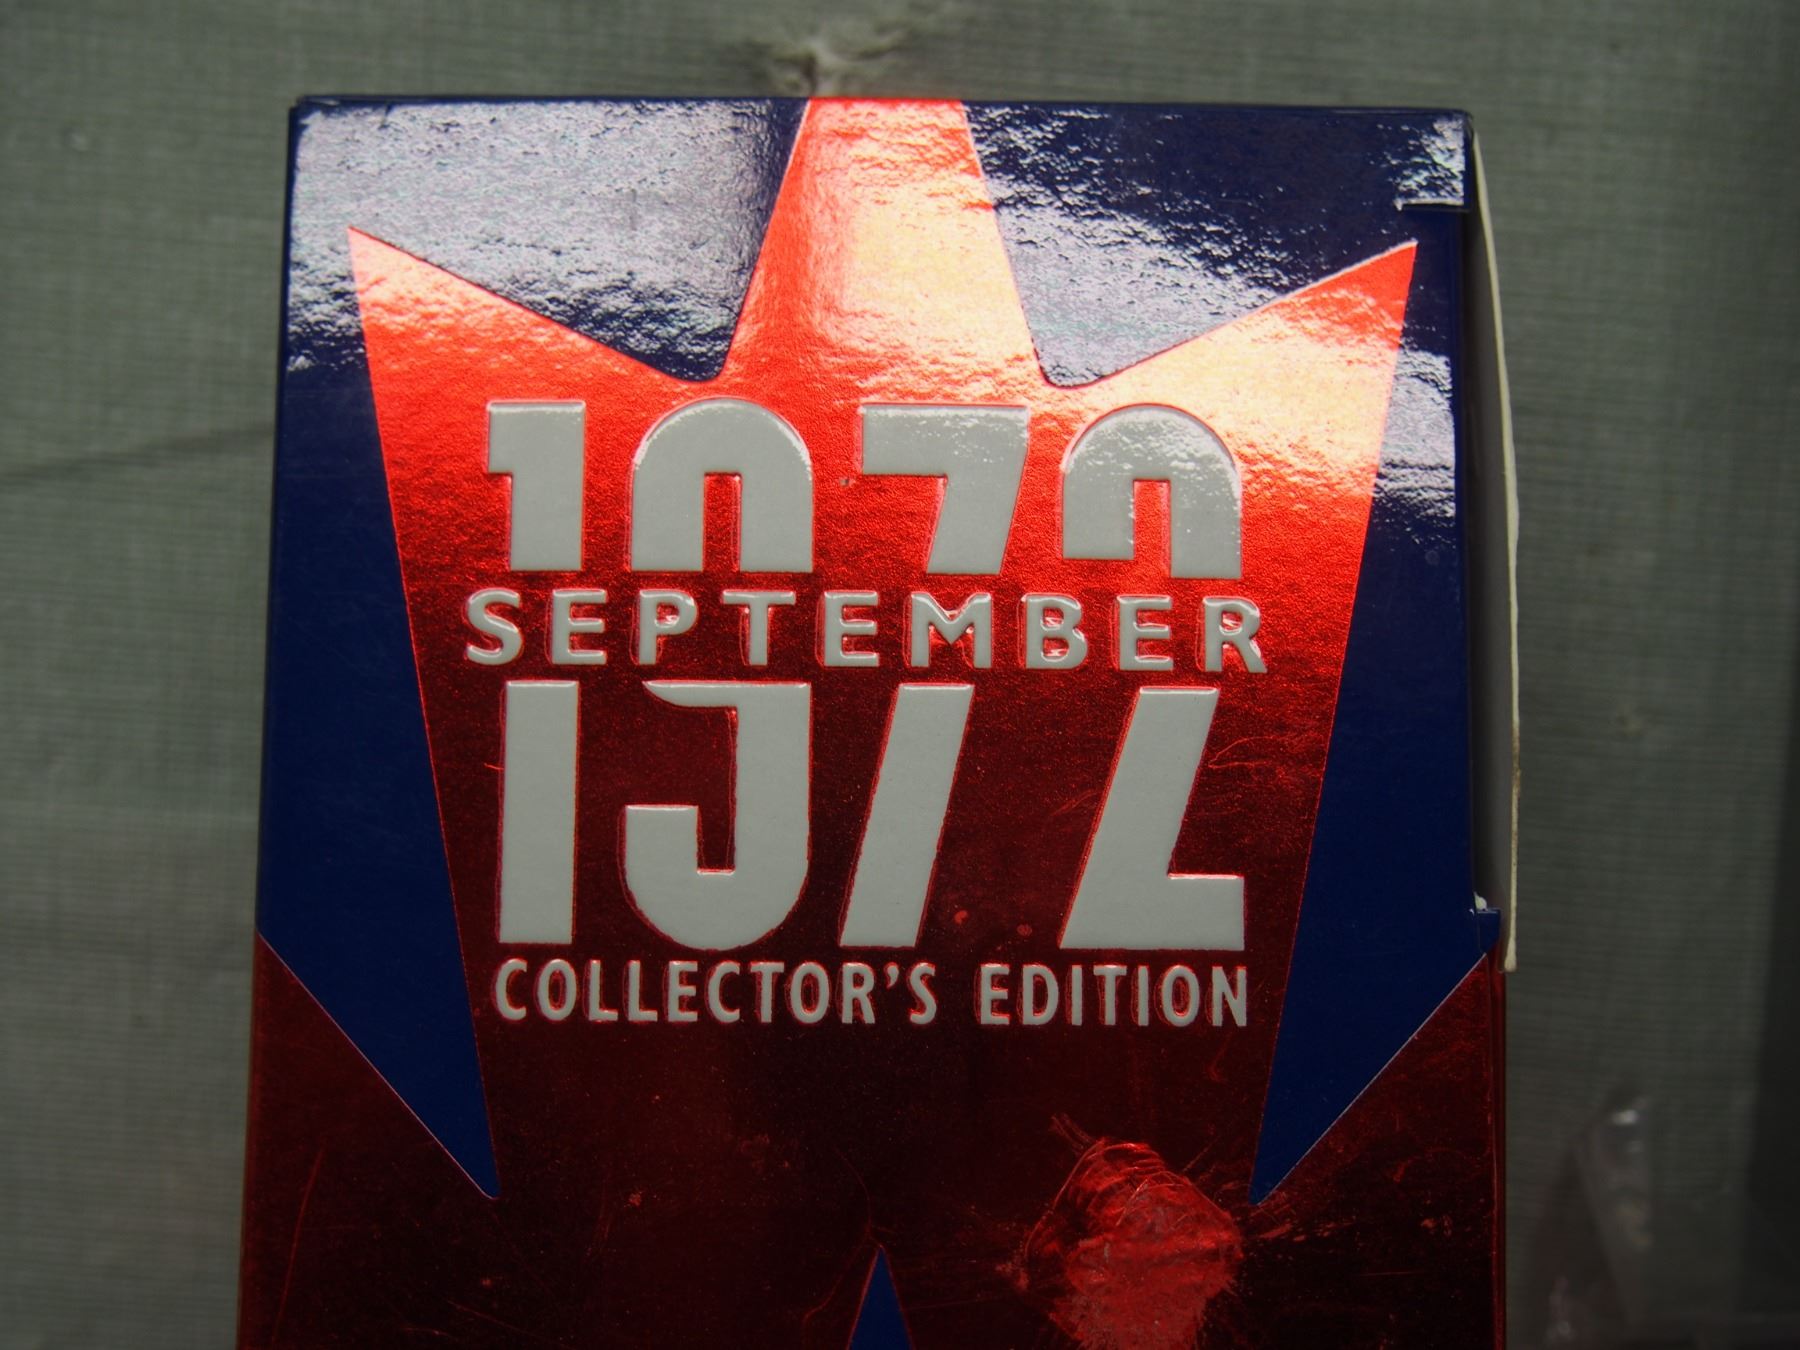 1972
SEPTEMBER
COLLECTOR'S EDITION